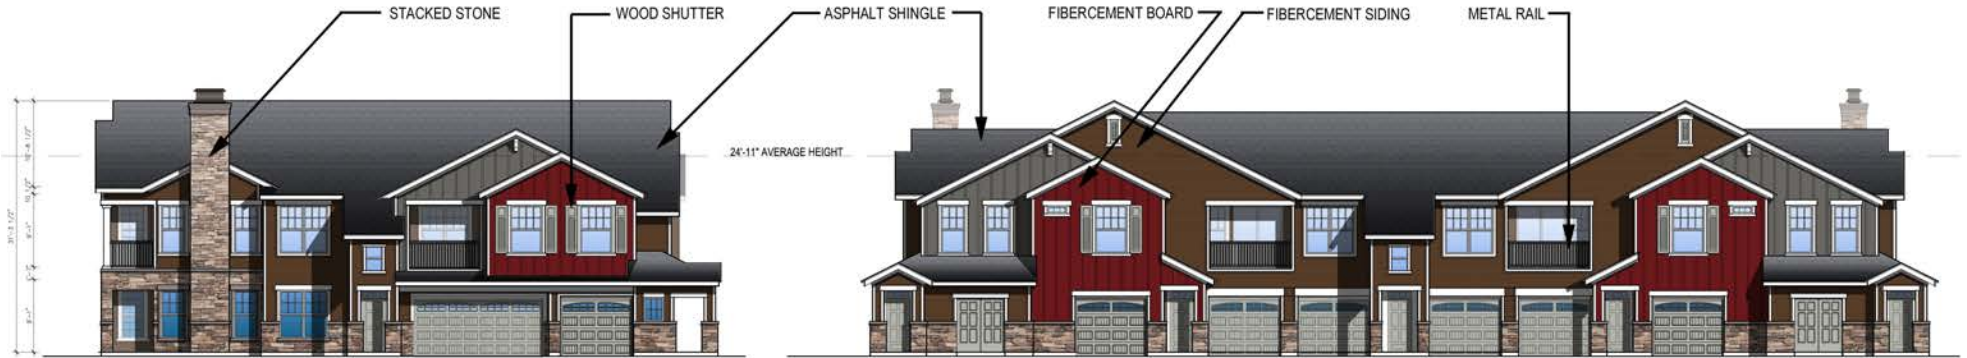 STACKED STONE
WOOD SHUTTER
ASPHALT SHINGLE
FIBERCEMENT BOARD
FIBERCEMENT SIDING
METAL RAIL
24'-11" AVERAGE HEIGHT